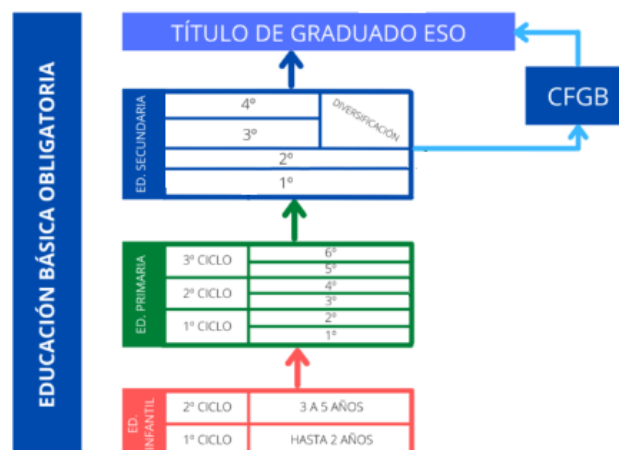 EDUCACIÓN BÁSICA OBLIGATORIA
TÍTULO DE GRADUADO ESO
CFGB
ED. SECUNDARIA
4º
DIVERSIFICACIÓN
3º
2º
1º
ED. PRIMARIA
3º CICLO
6º
5º
2º CICLO
4º
3º
1º CICLO
2º
1º
ED.
INFANTIL
2º CICLO
3 A 5 AÑOS
1º CICLO
HASTA 2 AÑOS